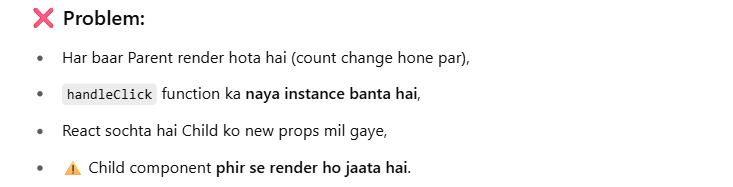 ❌ Problem:
• Har baar Parent render hota hai (count change hone par),
• handleClick function ka naya instance banta hai,
• React sochta hai Child ko new props mil gaye,
• ⚠️ Child component phir se render ho jaata hai.